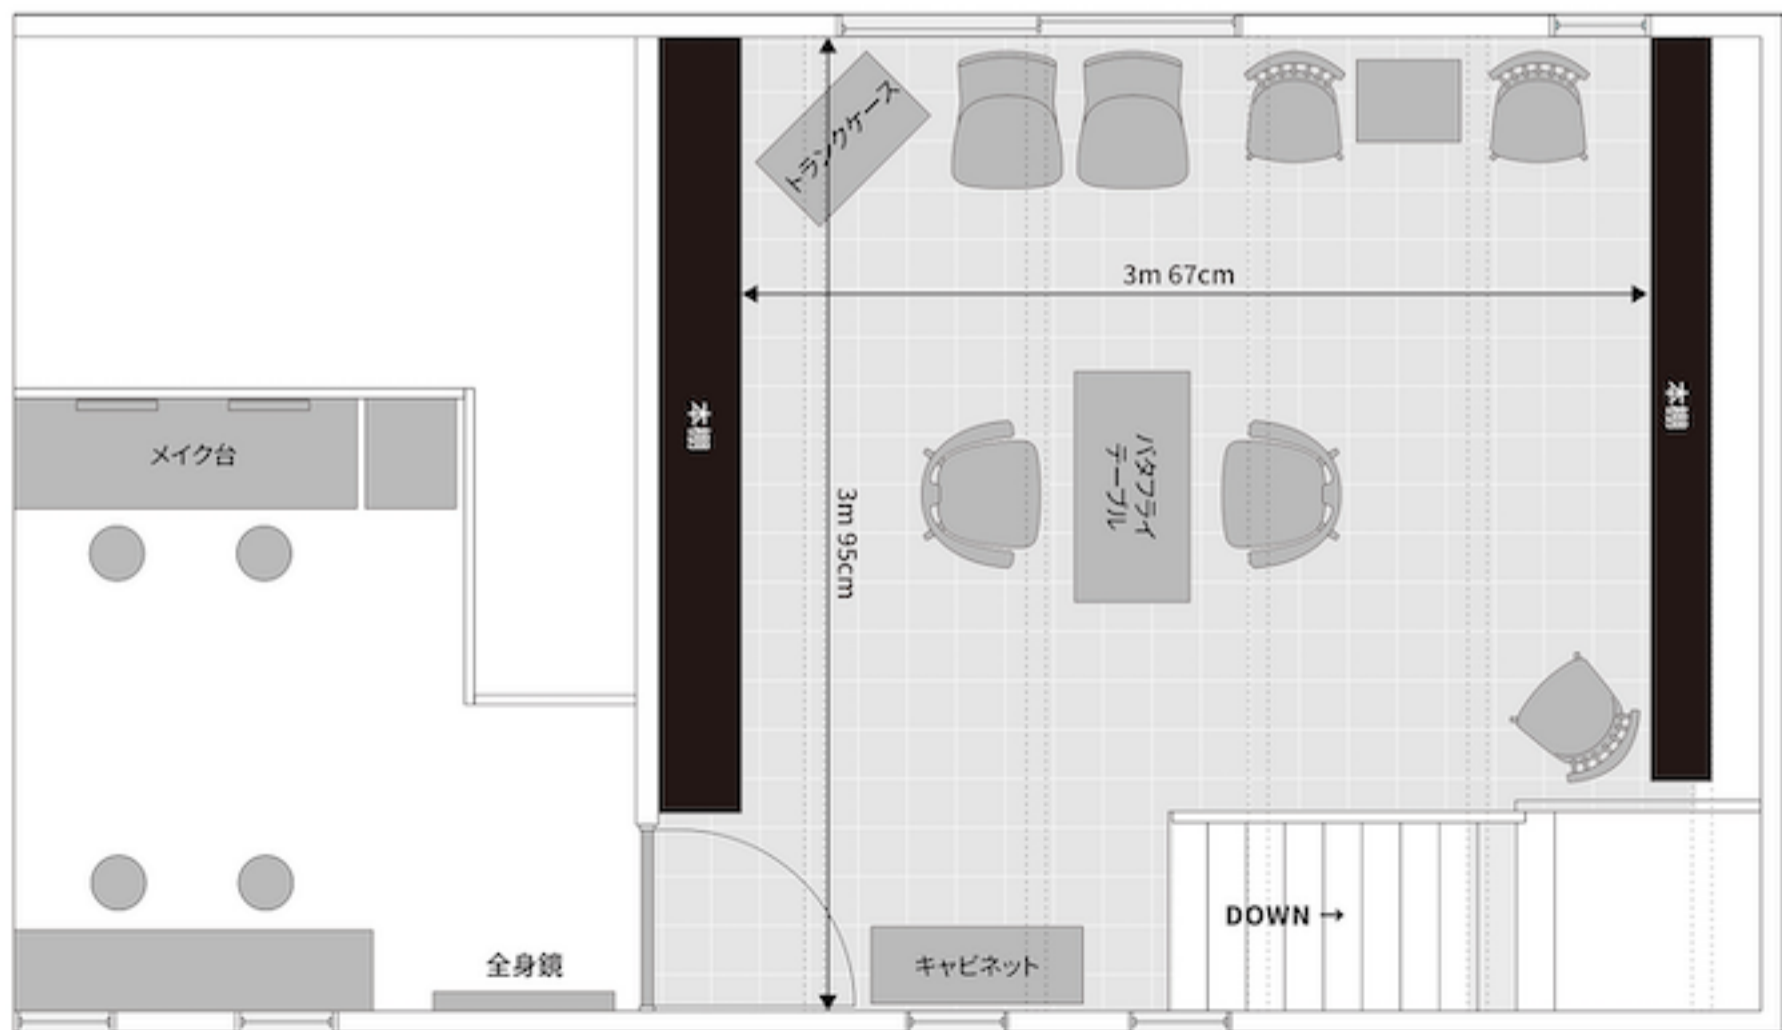 トランクケース
3m 67cm
本棚
本棚
メイク台
バタフライ
テーブル
3m 95cm
DOWN →
全身鏡
キャビネット